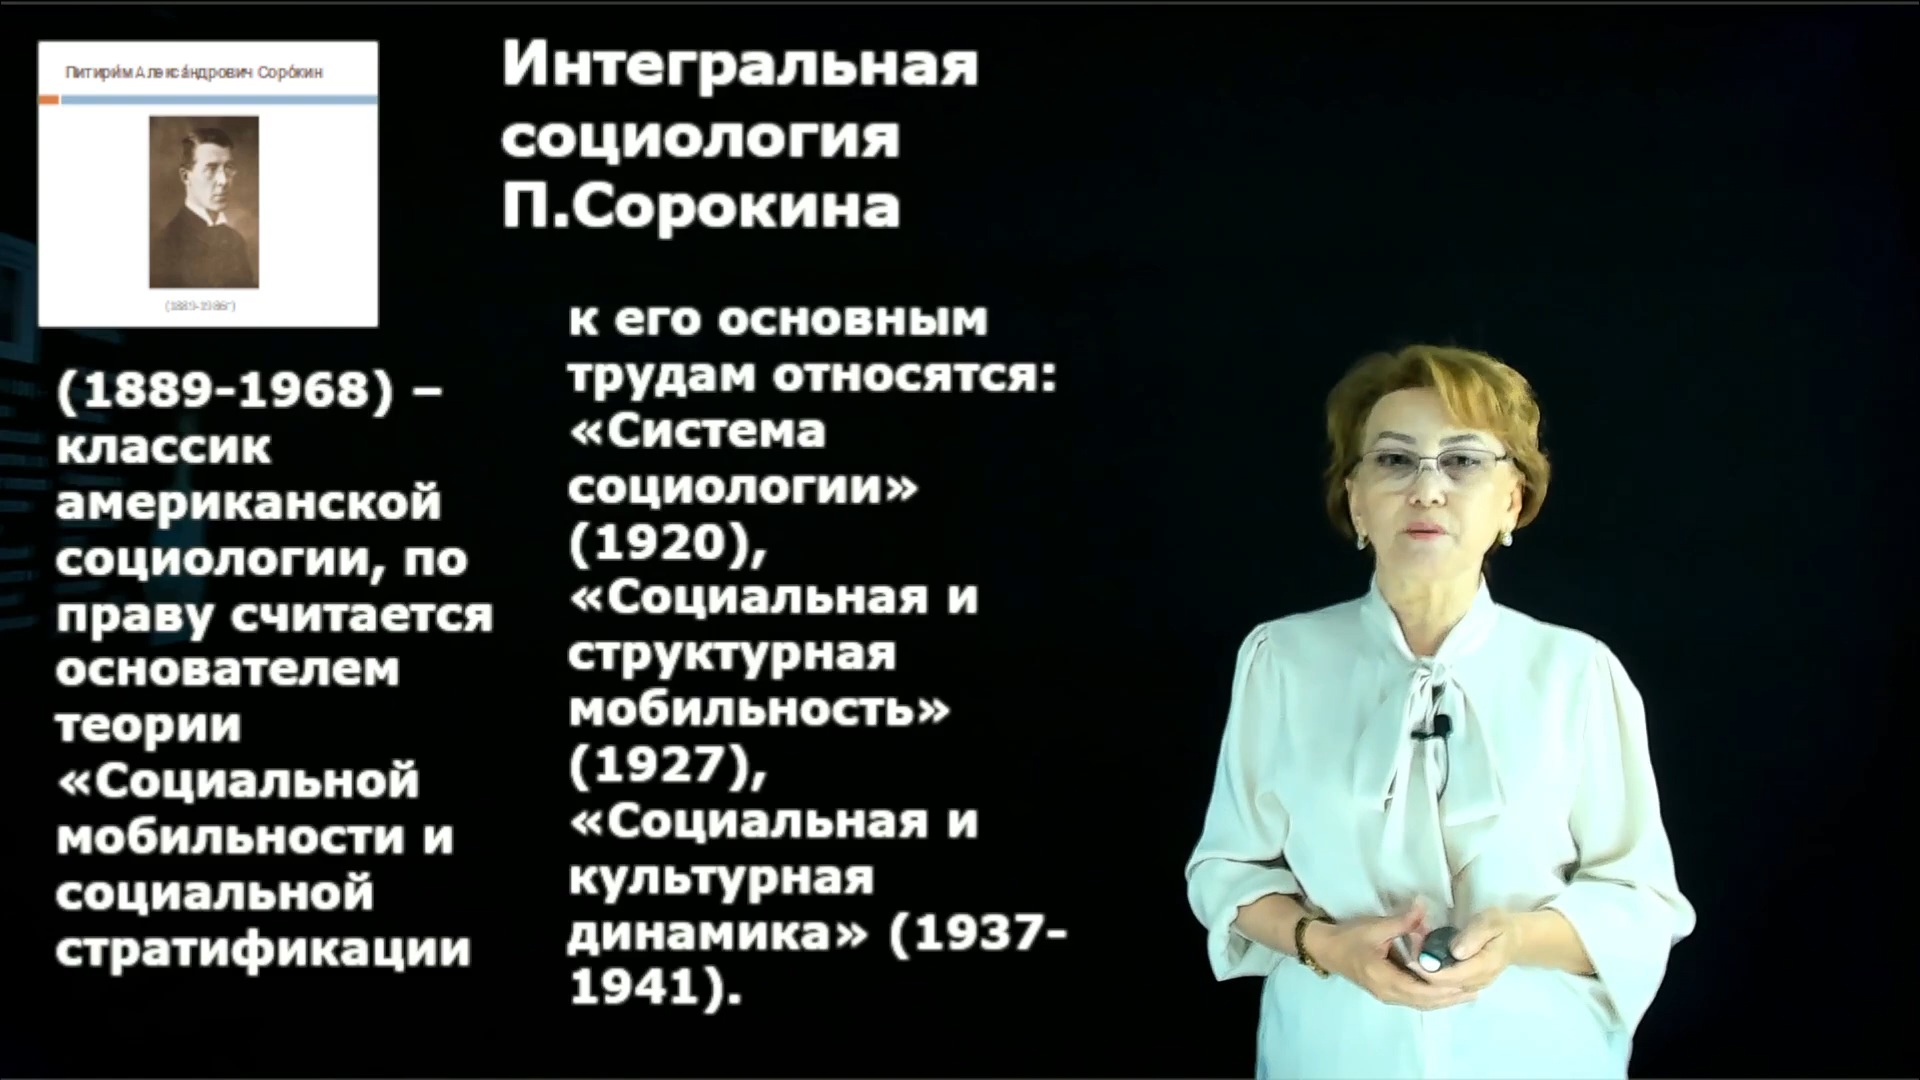 Питири́м Алекса́ндрович Соро́кин
Интегральная
социология
П.Сорокина
(1889-1968) –
классик
американской
социологии, по
праву считается
основателем
теории
«Социальной
мобильности и
социальной
стратификации
к его основным
трудам относятся:
«Система
социологии»
(1920),
«Социальная и
структурная
мобильность»
(1927),
«Социальная и
культурная
динамика» (1937-
1941).